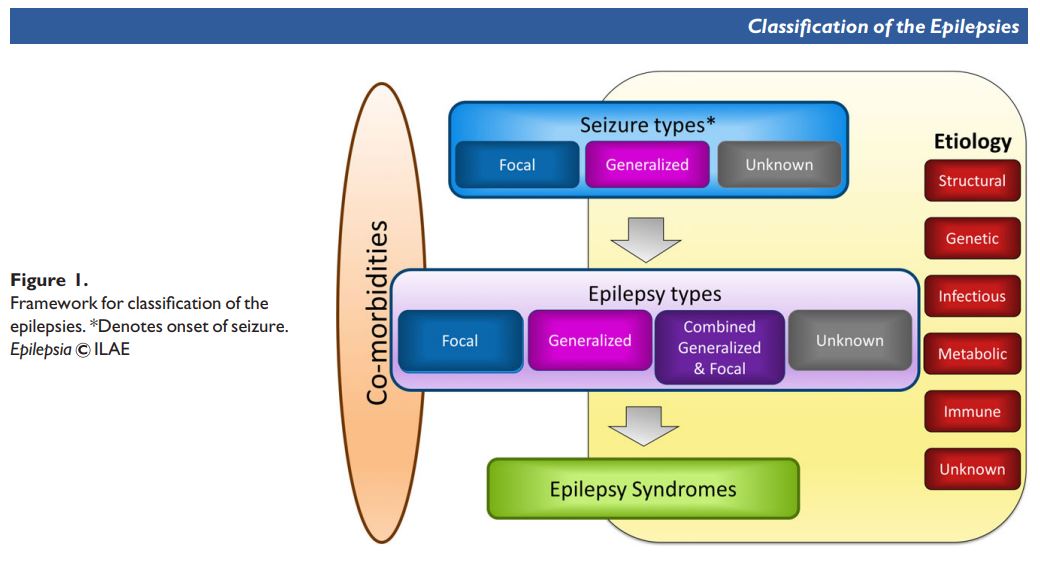 Classification of the Epilepsies
Figure 1.
Framework for classification of the
epilepsies. *Denotes onset of seizure.
Epilepsia © ILAE
Co-morbidities
Seizure types*
Focal
Generalized
Unknown
Epilepsy types
Focal
Generalized
Combined
Generalized
& Focal
Unknown
Epilepsy Syndromes
Etiology
Structural
Genetic
Infectious
Metabolic
Immune
Unknown